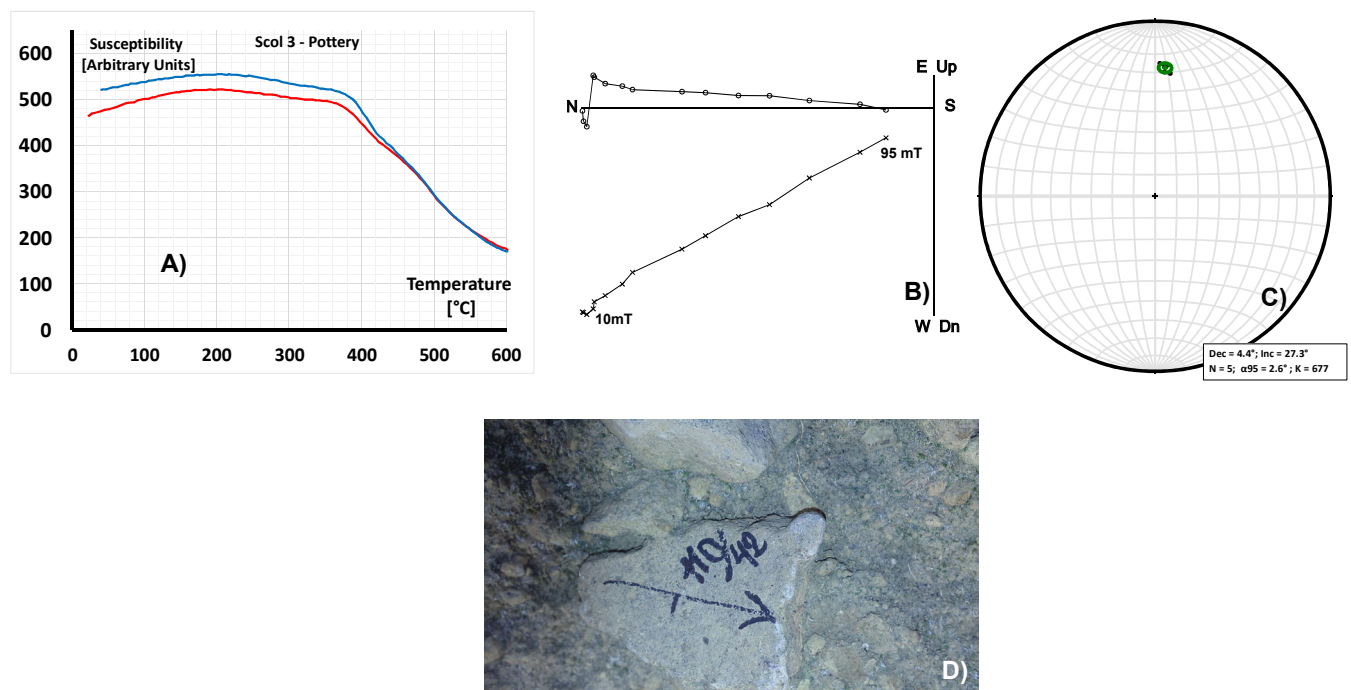 Susceptibility
[Arbitrary Units]
Scol 3 - Pottery
600
500
400
300
200
100
0
A)
Temperature
[°C]
0 100 200 300 400 500 600
E Up
N
S
95 mT
10mT
B)
W Dn
C)
Dec = 4.4°; Inc = 27.3°
N = 5; α95 = 2.6° ; K = 677
D)